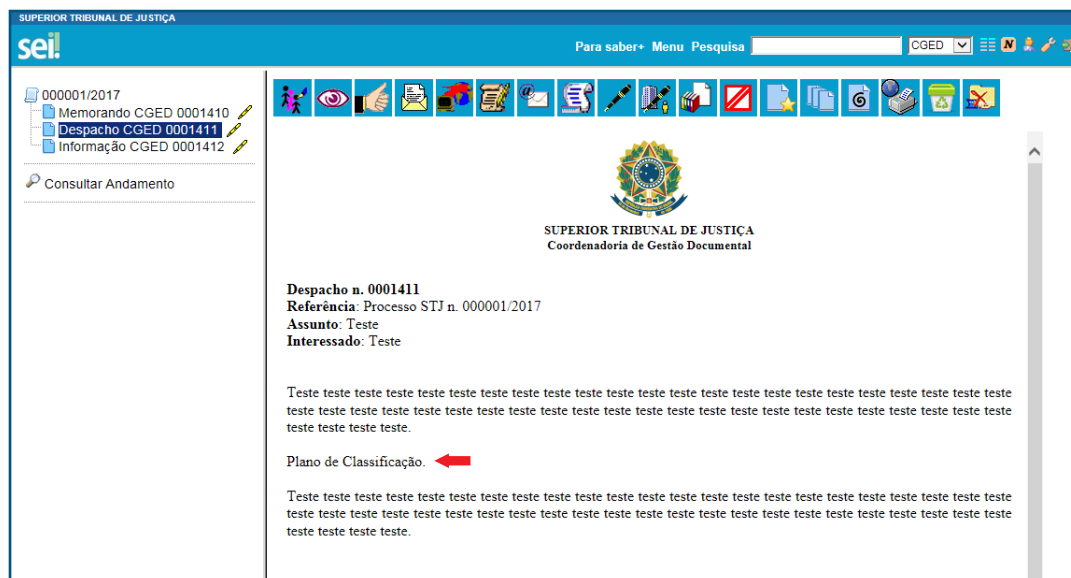 SUPERIOR TRIBUNAL DE JUSTIÇA
sei!
Para saber+ Menu Pesquisa
CGED
N
000001/2017
Memorando CGED 0001410
Despacho CGED 0001411
Informação CGED 0001412
Consultar Andamento
SUPERIOR TRIBUNAL DE JUSTIÇA
Coordenadoria de Gestão Documental
Despacho n. 0001411
Referência: Processo STJ n. 000001/2017
Assunto: Teste
Interessado: Teste
Teste teste teste teste teste teste teste teste teste teste teste teste teste teste teste teste teste teste teste teste teste teste teste
teste teste teste teste teste teste teste teste teste teste teste teste teste teste teste teste teste teste teste teste teste teste teste
teste teste teste teste.
Plano de Classificação.
Teste teste teste teste teste teste teste teste teste teste teste teste teste teste teste teste teste teste teste teste teste teste teste
teste teste teste teste teste teste teste teste teste teste teste teste teste teste teste teste teste teste teste teste teste teste teste
teste teste teste teste.